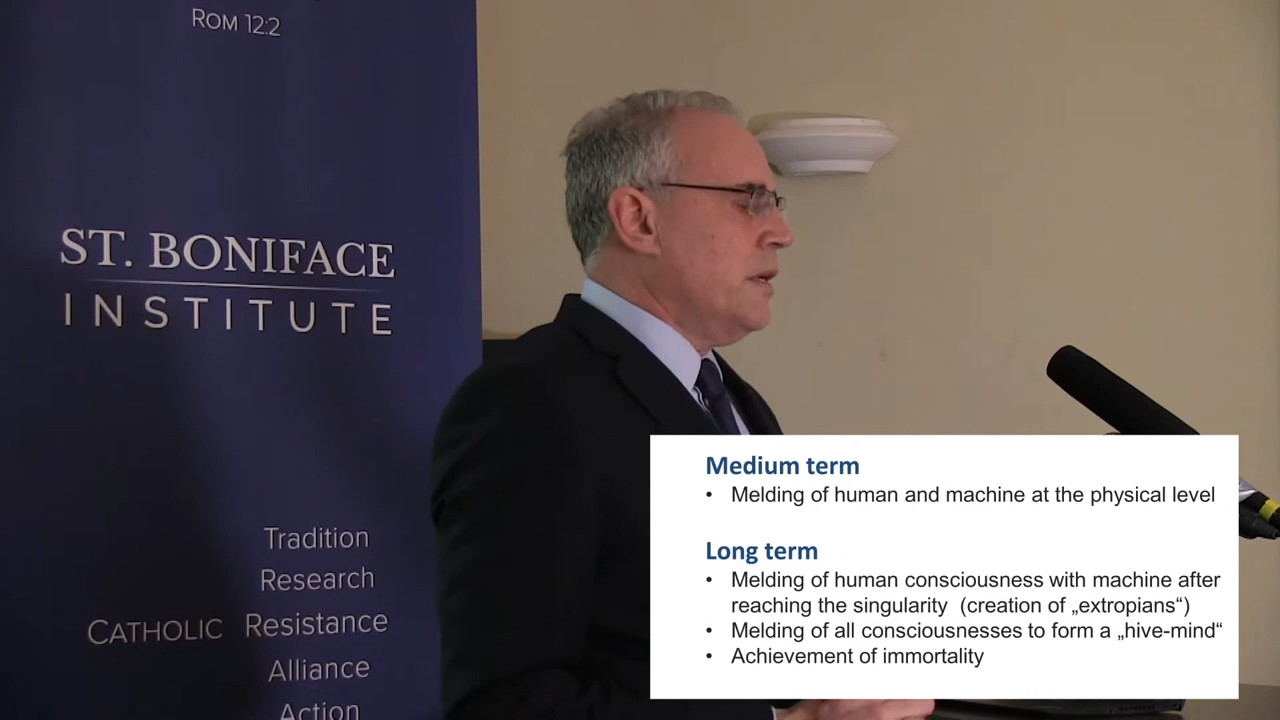 ROM 12:2
ST. BONIFACE
INSTITUTE
Tradition
Research
CATHOLIC Resistance
Alliance
Action
Medium term
• Melding of human and machine at the physical level
Long term
• Melding of human consciousness with machine after
reaching the singularity (creation of „extropians“)
• Melding of all consciousnesses to form a „hive-mind“
• Achievement of immortality